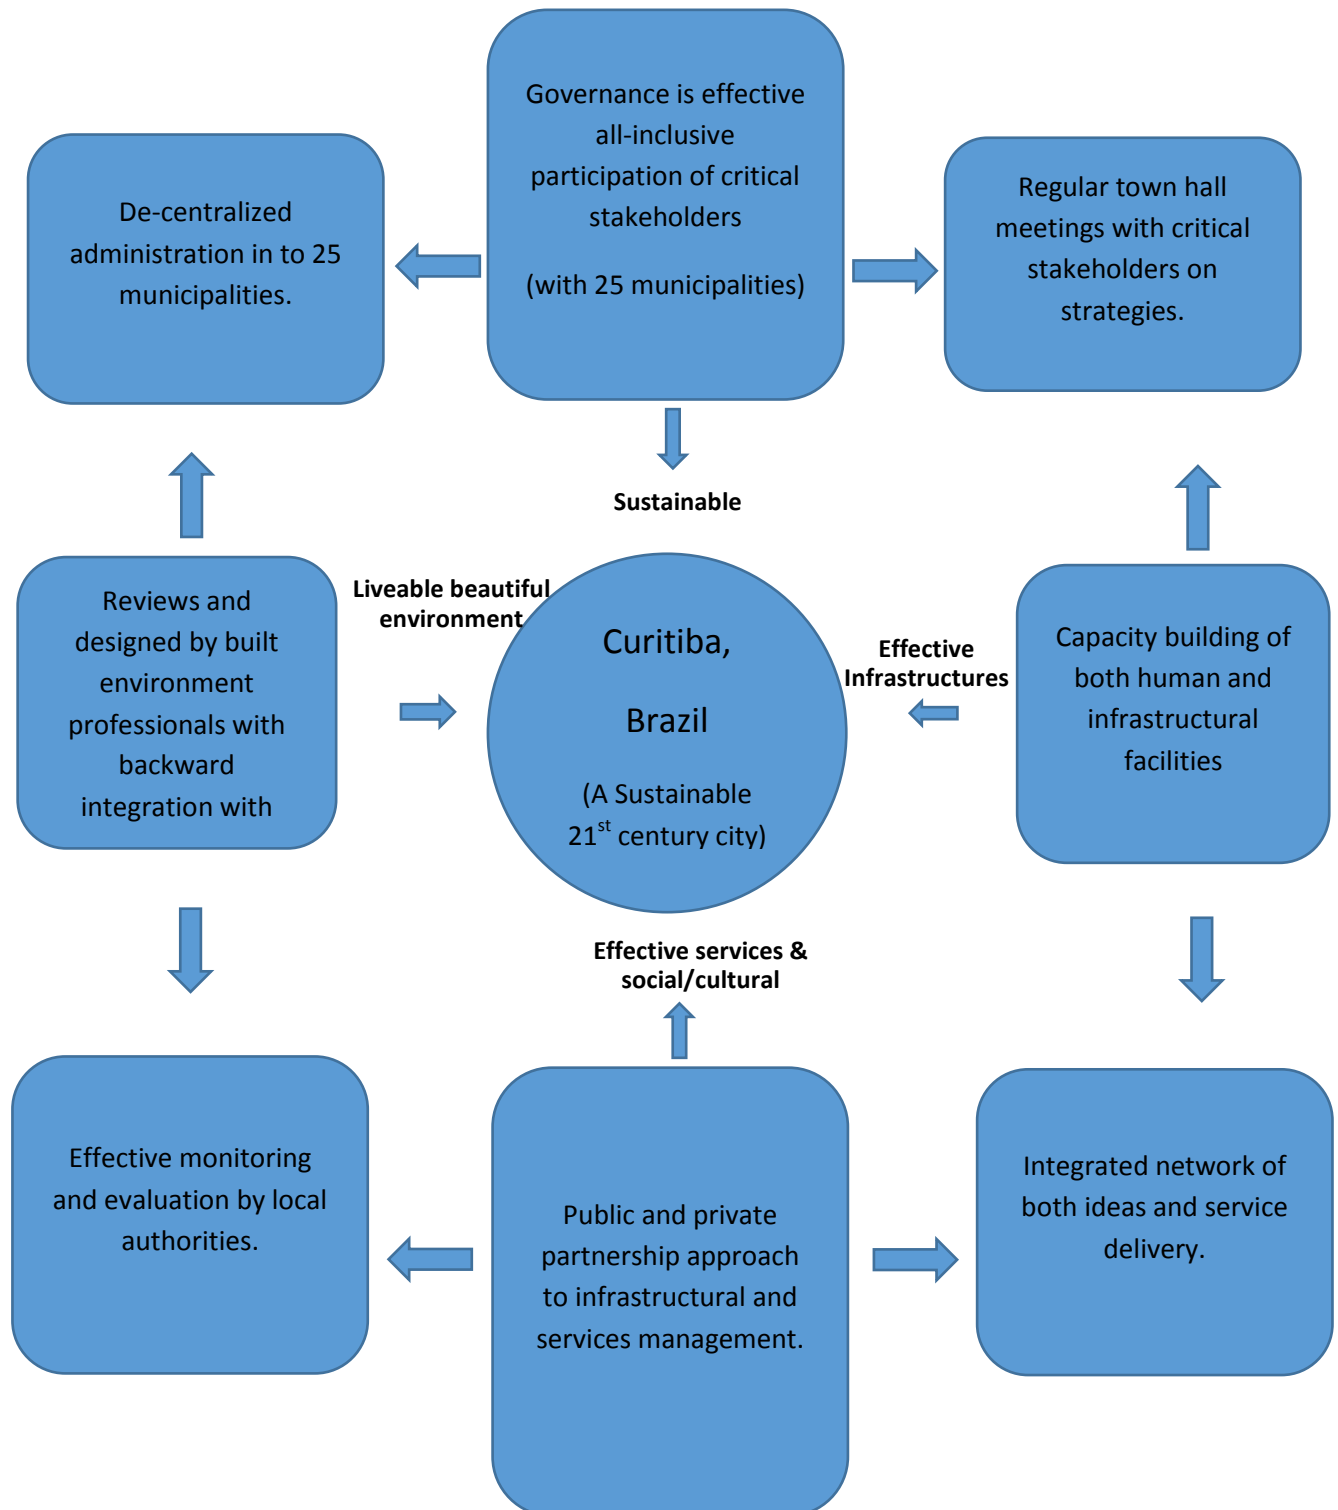 Governance is effective
all-inclusive
participation of critical
stakeholders
(with 25 municipalities)
De-centralized
administration in to 25
municipalities.
Regular town hall
meetings with critical
stakeholders on
strategies.
Sustainable
Reviews and
designed by built
environment
professionals with
backward
integration with
Liveable beautiful
environment
Curitiba,
Brazil
(A Sustainable
21st century city)
Effective
Infrastructures
Capacity building of
both human and
infrastructural
facilities
Effective services &
social/cultural
Effective monitoring
and evaluation by local
authorities.
Public and private
partnership approach
to infrastructural and
services management.
Integrated network of
both ideas and service
delivery.